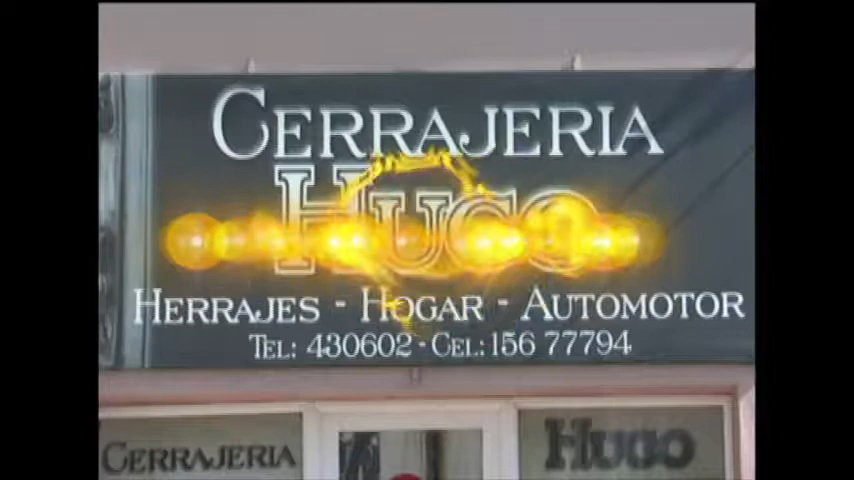 CERRAJERIA
HUGO
HERRAJES - HOGAR - AUTOMOTOR
TEL: 430602 - CEL: 156 77794
CERRAJERIA
HUGO